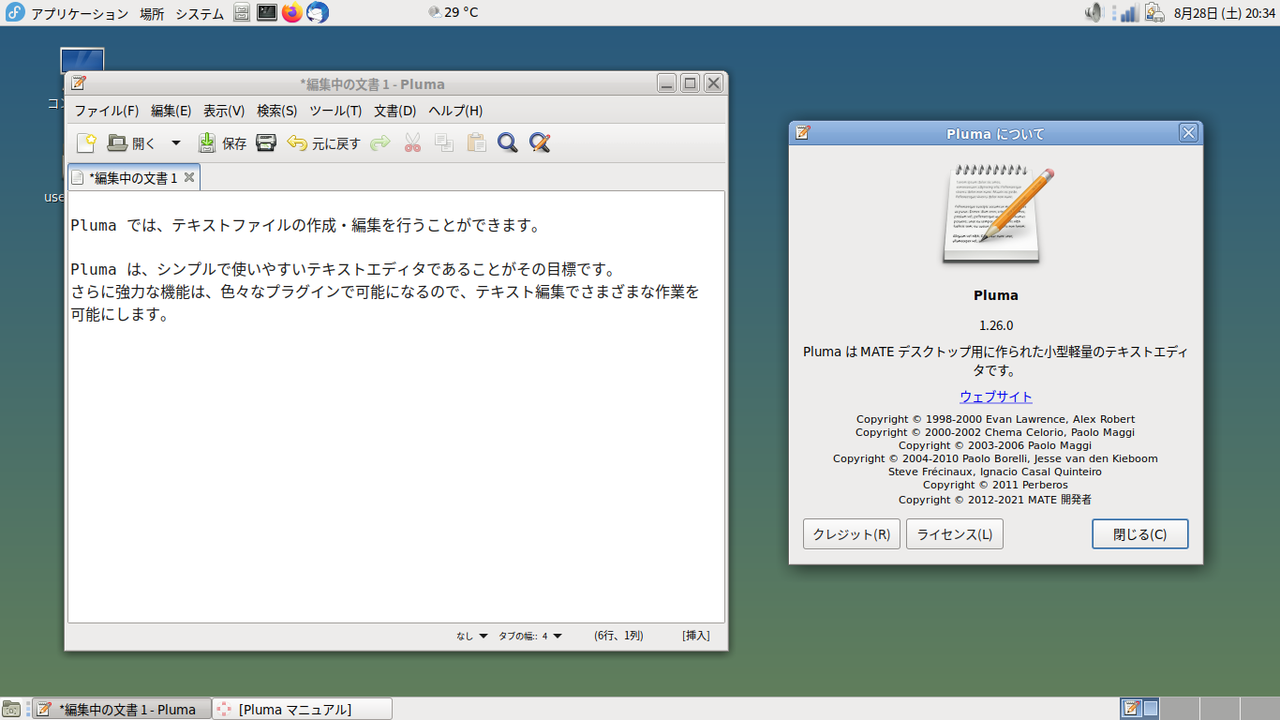 アプリケーション 場所 システム 29 °C 8月28日 (土) 20:34
コン
use
*編集中の文書 1 - Pluma
ファイル(F) 編集(E) 表示(V) 検索(S) ツール(T) 文書(D) ヘルプ(H)
開く 保存 元に戻す
*編集中の文書 1
Pluma では、テキストファイルの作成・編集を行うことができます。
Pluma は、シンプルで使いやすいテキストエディタであることがその目標です。
さらに強力な機能は、色々なプラグインで可能になるので、テキスト編集でさまざまな作業を
可能にします。
なし タブの幅:: 4 (6行、1列) [挿入]
Pluma について
Pluma
1.26.0
Pluma は MATE デスクトップ用に作られた小型軽量のテキストエディ
タです。
ウェブサイト
Copyright © 1998-2000 Evan Lawrence, Alex Robert
Copyright © 2000-2002 Chema Celorio, Paolo Maggi
Copyright © 2003-2006 Paolo Maggi
Copyright © 2004-2010 Paolo Borelli, Jesse van den Kieboom
Steve Frécinaux, Ignacio Casal Quinteiro
Copyright © 2011 Perberos
Copyright © 2012-2021 MATE 開発者
クレジット(R) ライセンス(L) 閉じる(C)
*編集中の文書 1 - Pluma [Pluma マニュアル]